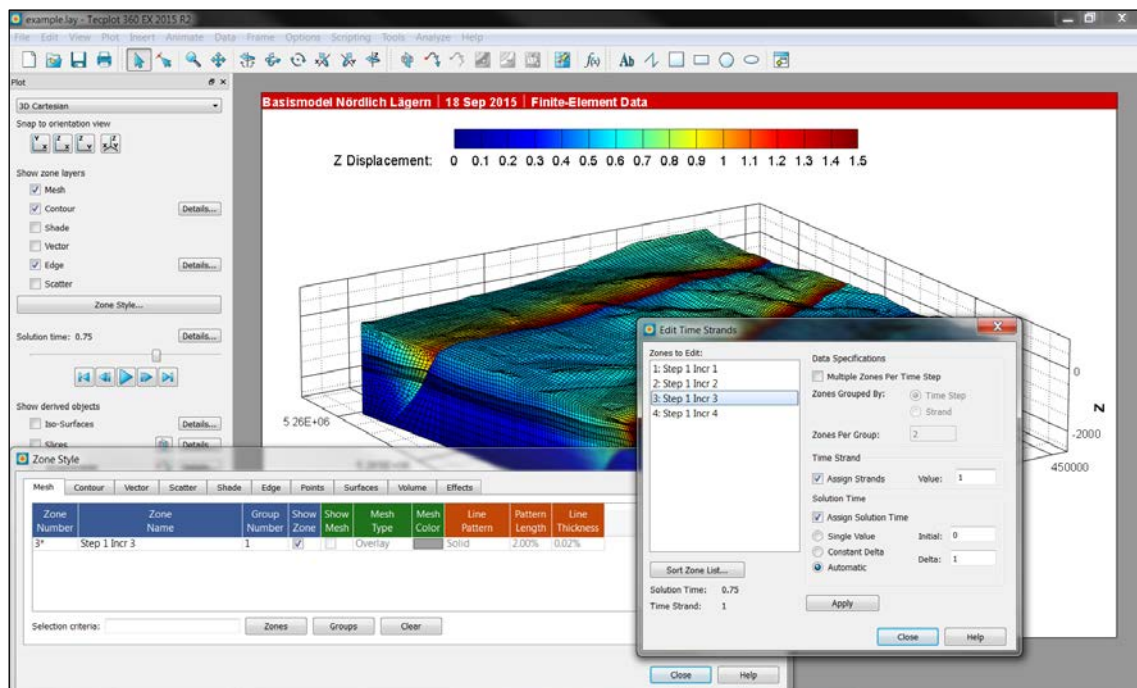 example.lay - Tecplot 360 EX 2015 R2
File Edit View Plot Insert Animate Data Frame Options Scripting Tools Analyze Help
Plot
3D Cartesian
Snap to orientation view
Show zone layers
Mesh
Contour Details...
Shade
Vector
Edge Details...
Scatter
Zone Style...
Solution time: 0.75 Details...
Show derived objects
Iso-Surfaces Details...
Slices Details
Basismodel Nördlich Lägern | 18 Sep 2015 | Finite-Element Data
Z Displacement: 0 0.1 0.2 0.3 0.4 0.5 0.6 0.7 0.8 0.9 1 1.1 1.2 1.3 1.4 1.5
5.26E+06
0
Z
-2000
450000
Edit Time Strands
Zones to Edit:
1: Step 1 Incr 1
2: Step 1 Incr 2
3: Step 1 Incr 3
4: Step 1 Incr 4
Sort Zone List...
Solution Time: 0.75
Time Strand: 1
Data Specifications
Multiple Zones Per Time Step
Zones Grouped By: Time Step
Strand
Zones Per Group: 2
Time Strand
Assign Strands Value: 1
Solution Time
Assign Solution Time
Single Value Initial: 0
Constant Delta Delta: 1
Automatic
Apply
Close Help
Zone Style
Mesh Contour Vector Scatter Shade Edge Points Surfaces Volume Effects
Zone Number Zone Name Group Number Show Zone Show Mesh Mesh Type Mesh Color Line Pattern Pattern Length Line Thickness
3* Step 1 Incr 3 1 Overlay Solid 2.00% 0.02%
Selection criteria: Zones Groups Clear
Close Help